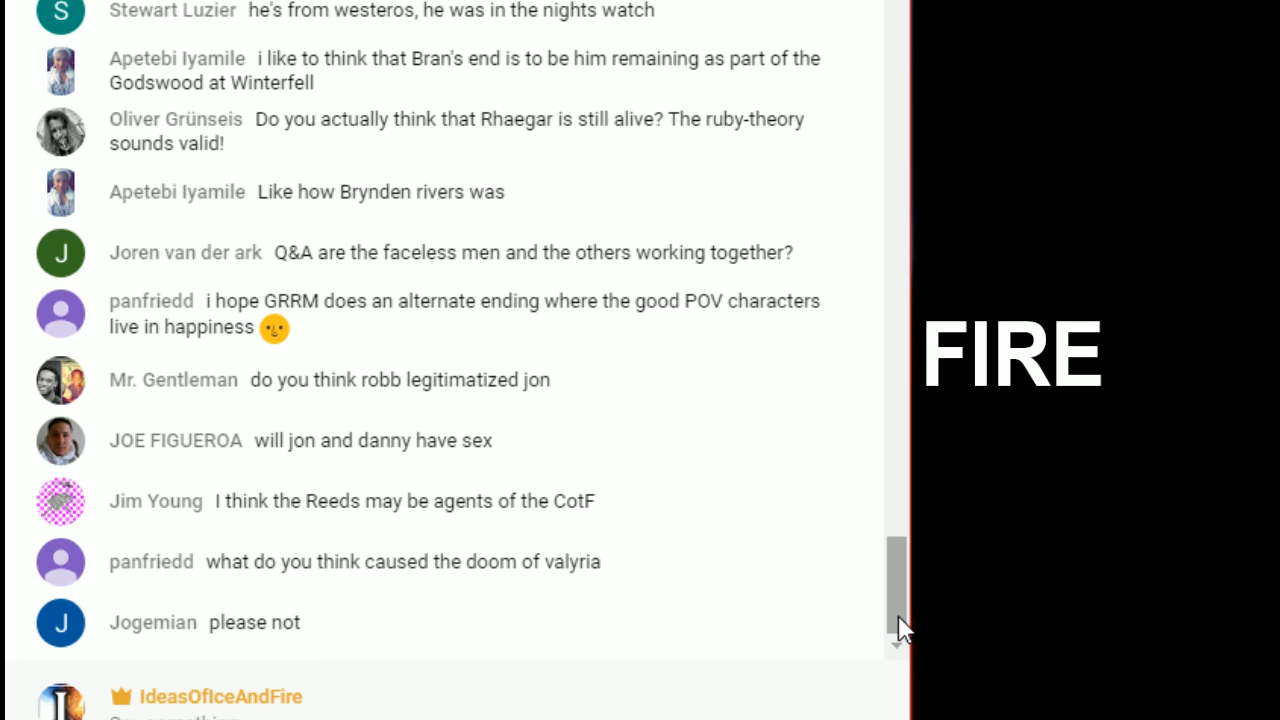 S Stewart Luzier he's from westeros, he was in the nights watch
Apetebi Iyamile i like to think that Bran's end is to be him remaining as part of the
Godswood at Winterfell
Oliver Grünseis Do you actually think that Rhaegar is still alive? The ruby-theory
sounds valid!
Apetebi Iyamile Like how Brynden rivers was
J Joren van der ark Q&A are the faceless men and the others working together?
panfriedd i hope GRRM does an alternate ending where the good POV characters
live in happiness
FIRE
Mr. Gentleman do you think robb legitimatized jon
JOE FIGUEROA will jon and danny have sex
Jim Young I think the Reeds may be agents of the CotF
panfriedd what do you think caused the doom of valyria
J Jogemian please not
I IdeasOfIceAndFire